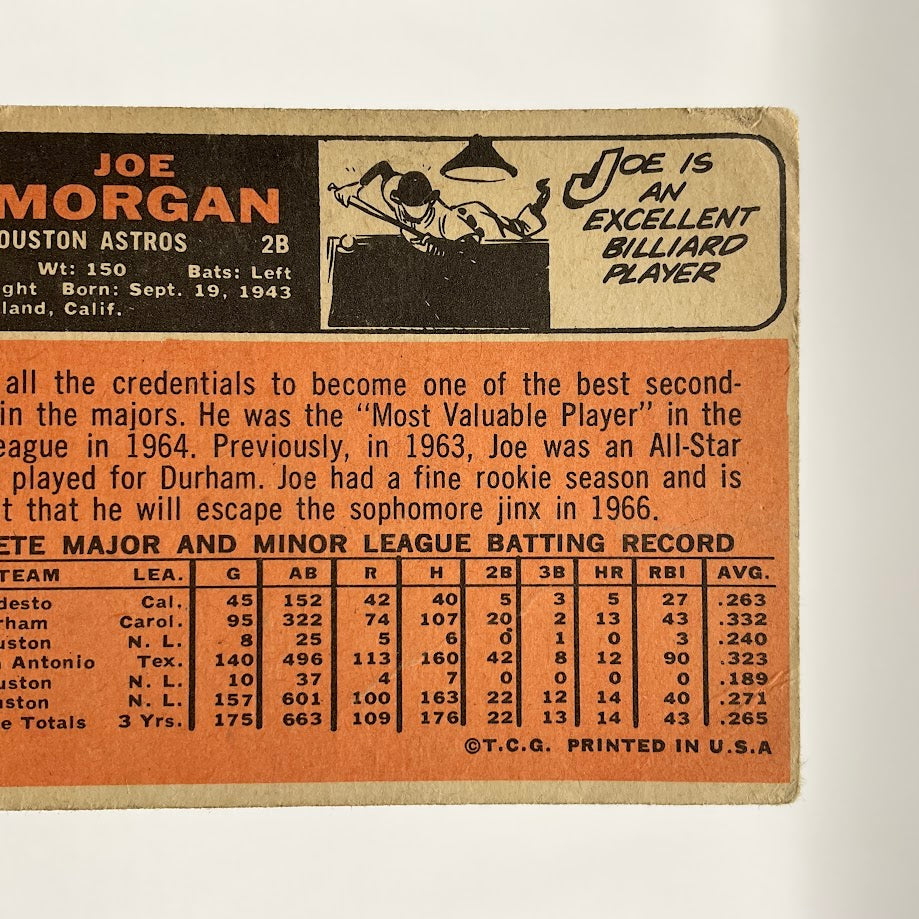 JOE
MORGAN
OUSTON ASTROS 2B
Wt: 150 Bats: Left
ght Born: Sept. 19, 1943
land, Calif.
JOE IS
AN
EXCELLENT
BILLIARD
PLAYER
all the credentials to become one of the best second-
in the majors. He was the “Most Valuable Player” in the
eague in 1964. Previously, in 1963, Joe was an All-Star
played for Durham. Joe had a fine rookie season and is
t that he will escape the sophomore jinx in 1966.
ETE MAJOR AND MINOR LEAGUE BATTING RECORD
TEAM LEA. G AB R H 2B 3B HR RBI AVG.
desto Cal. 45 152 42 40 5 3 5 27 .263
rham Carol. 95 322 74 107 20 2 13 43 .332
uston N. L. 8 25 5 6 0 1 0 3 .240
n Antonio Tex. 140 496 113 160 42 8 12 90 .323
uston N. L. 10 37 4 7 0 0 0 0 .189
uston N. L. 157 601 100 163 22 12 14 40 .271
e Totals 3 Yrs. 175 663 109 176 22 13 14 43 .265
©T.C.G. PRINTED IN U.S.A